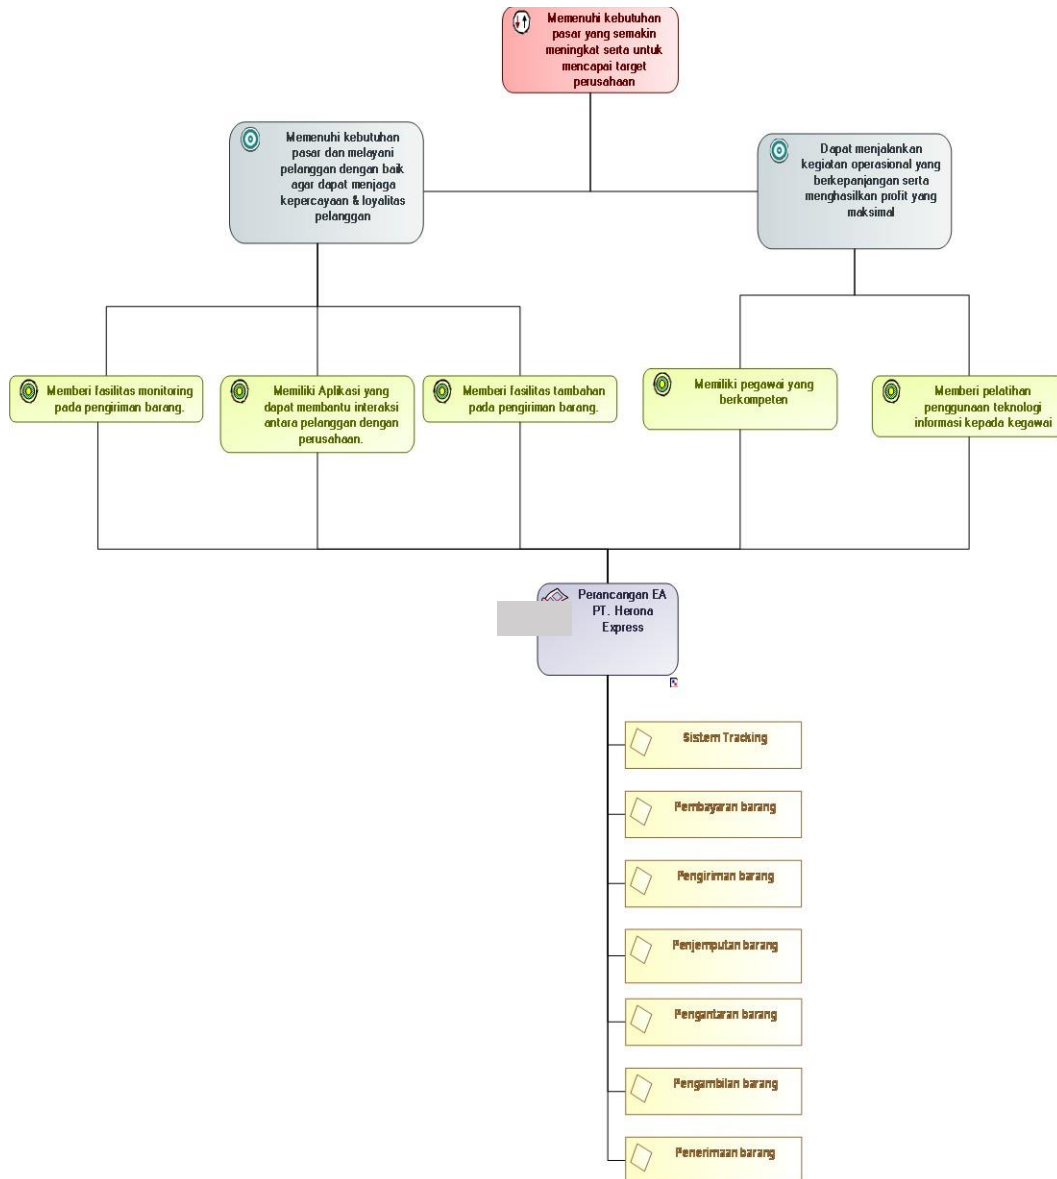 Memenuhi kebutuhan
pasar yang semakin
meningkat serta untuk
mencapai target
perusahaan
Memenuhi kebutuhan
pasar dan melayani
pelanggan dengan baik
agar dapat menjaga
kepercayaan & loyalitas
pelanggan
Dapat menjalankan
kegiatan operasional yang
berkepanjangan serta
menghasilkan profit yang
maksimal
Memberi fasilitas monitoring
pada pengiriman barang.
Memiliki Aplikasi yang
dapat membantu interaksi
antara pelanggan dengan
perusahaan.
Memberi fasilitas tambahan
pada pengiriman barang.
Memiliki pegawai yang
berkompeten
Memberi pelatihan
penggunaan teknologi
informasi kepada kegawai
Perancangan EA
PT. Herona
Express
Sistem Tracking
Pembayaran barang
Pengiriman barang
Penjemputan barang
Pengantaran barang
Pengambilan barang
Penerimaan barang